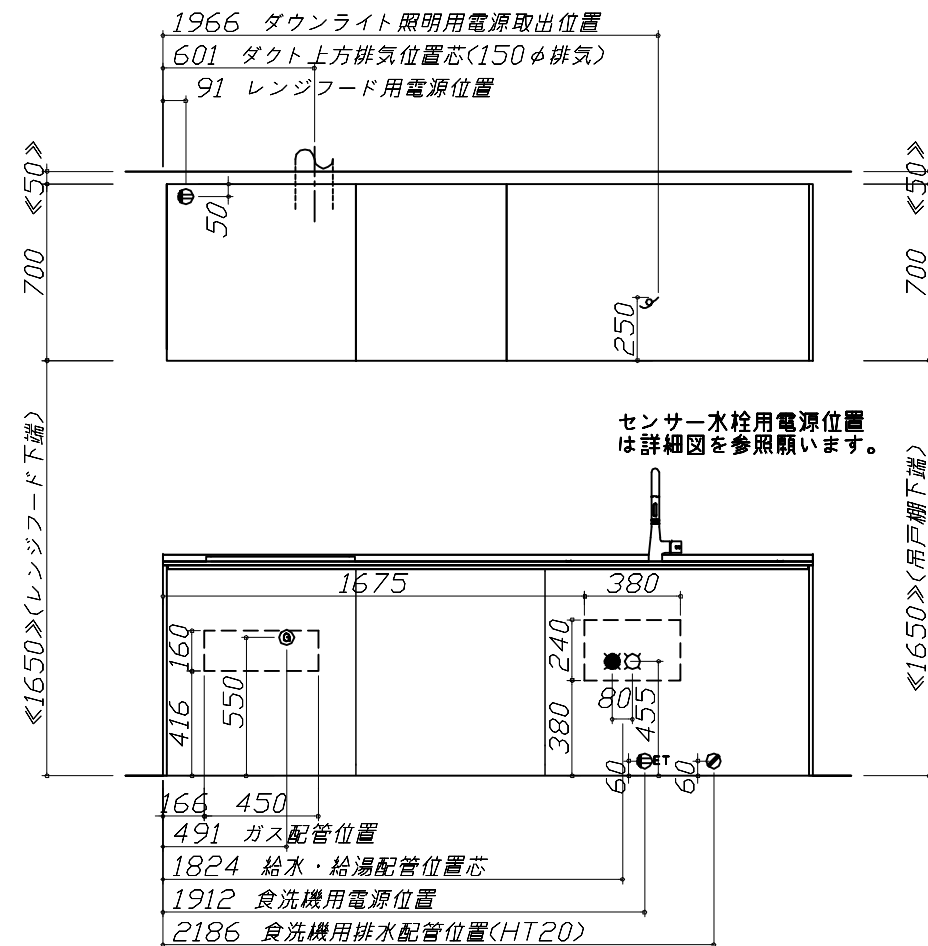 1966 ダウンライト照明用電源取出位置
601 ダクト上方排気位置芯(150φ排気)
91 レンジフード用電源位置
≪50≫
≪50≫
50
700
700
250
センサー水栓用電源位置
は詳細図を参照願います。
≪1650≫(レンジフード下端)
≪1650≫(吊戸棚下端)
1675
380
160
G
240
550
80
455
416
380
60
ET
60
166
450
491 ガス配管位置
1824 給水・給湯配管位置芯
1912 食洗機用電源位置
2186 食洗機用排水配管位置(HT20)